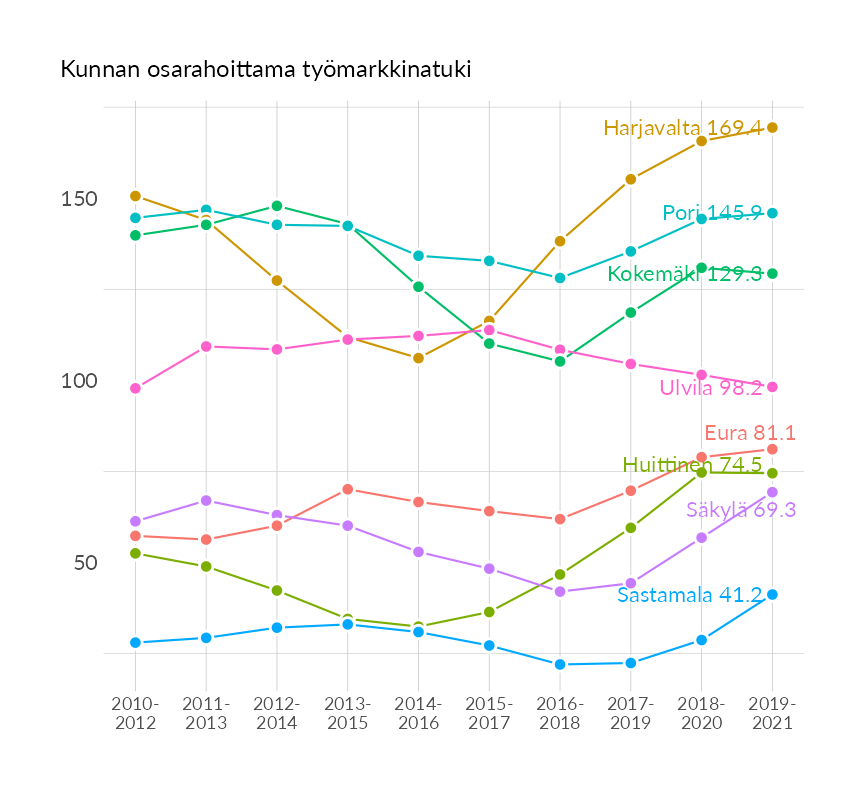 Kunnan osarahoittama työmarkkinatuki
Harjavalta 169.4
150
Pori 145.9
Kokemäki 129.3
100
Ulvila 98.2
Eura 81.1
Huittinen 74.5
Säkylä 69.3
50
Sastamala 41.2
2010- 2011- 2012- 2013- 2014- 2015- 2016- 2017- 2018- 2019-
2012 2013 2014 2015 2016 2017 2018 2019 2020 2021